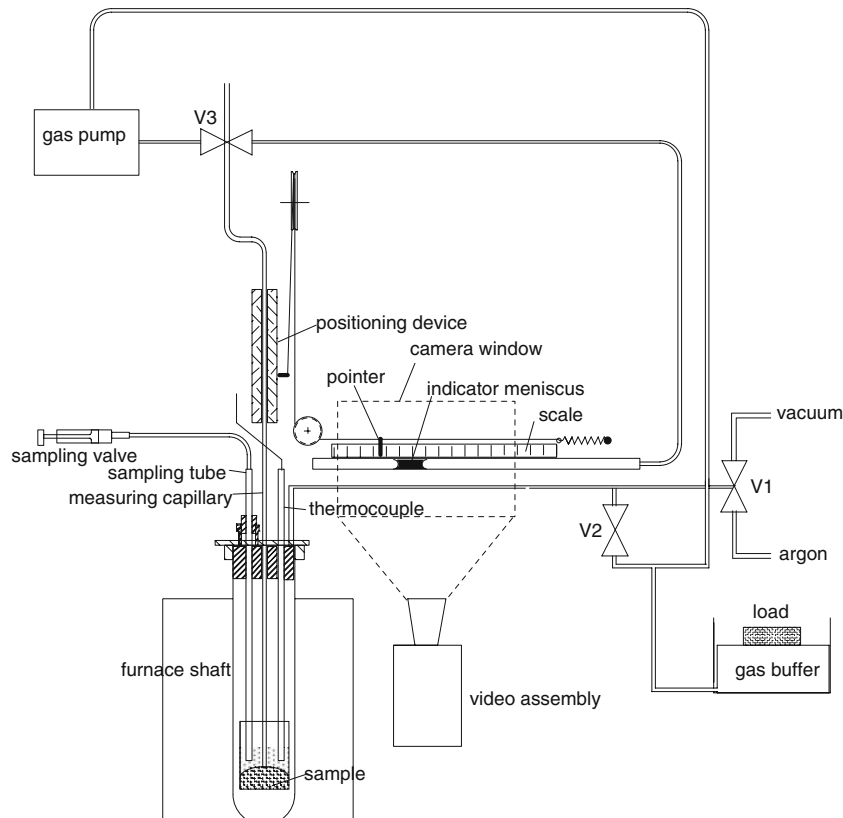 V3
gas pump
positioning device
camera window
pointer
indicator meniscus
scale
vacuum
sampling valve
sampling tube
measuring capillary
thermocouple
V1
V2
argon
load
furnace shaft
gas buffer
video assembly
sample